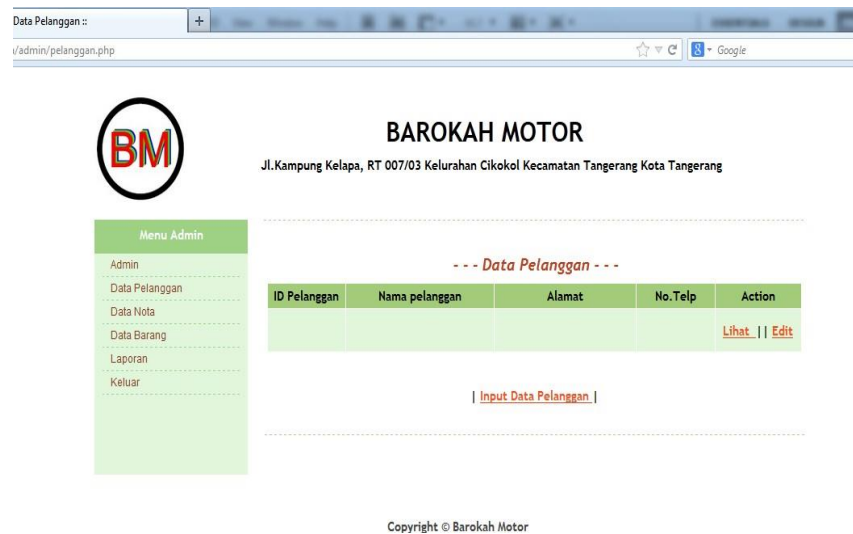 Data Pelanggan ::
+
/admin/pelanggan.php
Google
BM
BAROKAH MOTOR
Jl.Kampung Kelapa, RT 007/03 Kelurahan Cikokol Kecamatan Tangerang Kota Tangerang
Menu Admin
Admin
Data Pelanggan
Data Nota
Data Barang
Laporan
Keluar
- - - Data Pelanggan - - -
ID Pelanggan Nama pelanggan Alamat No.Telp Action
Lihat || Edit
| Input Data Pelanggan |
Copyright © Barokah Motor